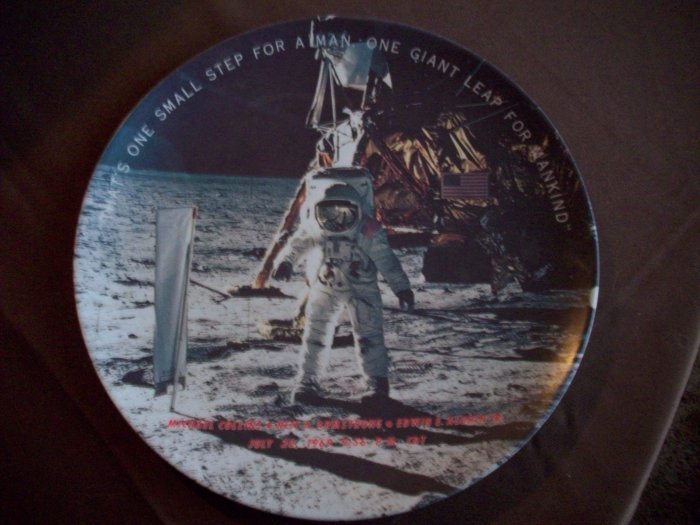 "THAT'S ONE SMALL STEP FOR A MAN, ONE GIANT LEAP FOR MANKIND"
MICHAEL COLLINS • NEIL A. ARMSTRONG • EDWIN E. ALDRIN JR.
JULY 20, 1969